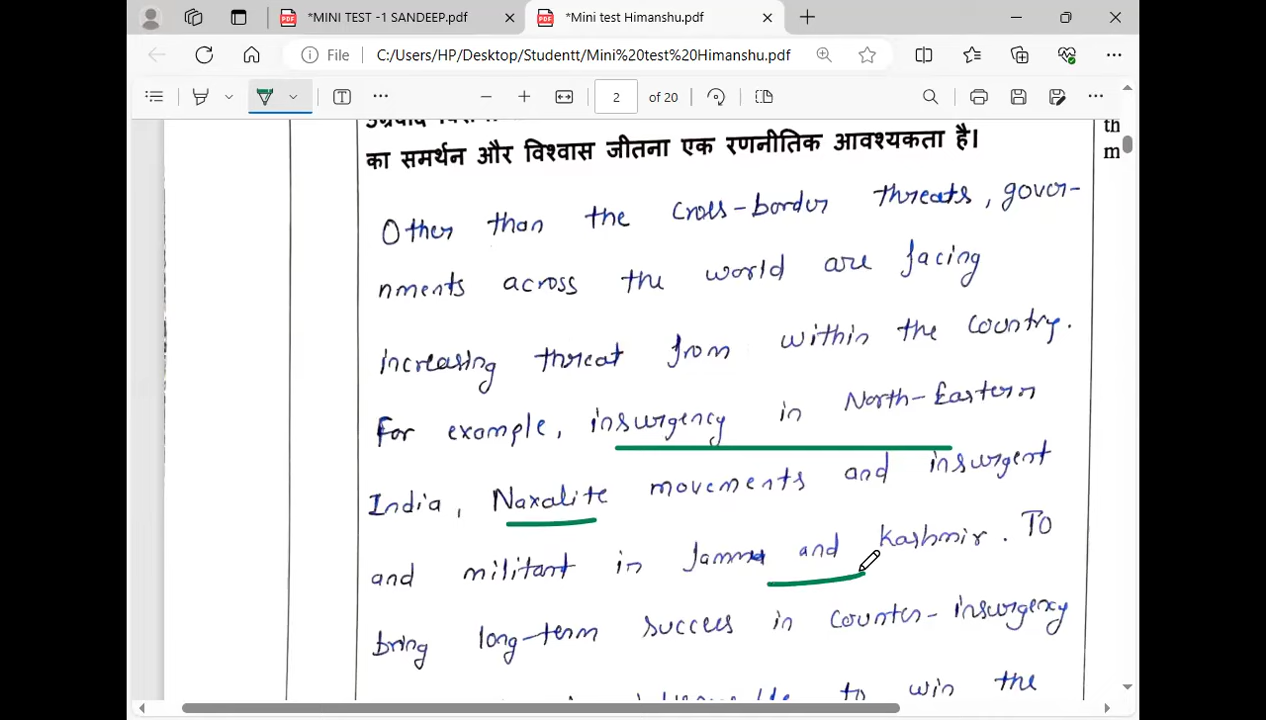 *MINI TEST -1 SANDEEP.pdf
*Mini test Himanshu.pdf
File C:/Users/HP/Desktop/Studentt/Mini%20test%20Himanshu.pdf
2 of 20
का समर्थन और विश्वास जीतना एक रणनीतिक आवश्यकता है।
th
m
Other than the cross-border threats, gover-
nments across the world are facing
increasing threat from within the country.
For example, insurgency in North-Eastern
India, Naxalite movements and insurgent
and militant in Jammu and Kashmir. To
bring long-term success in counter-insurgency
to win the